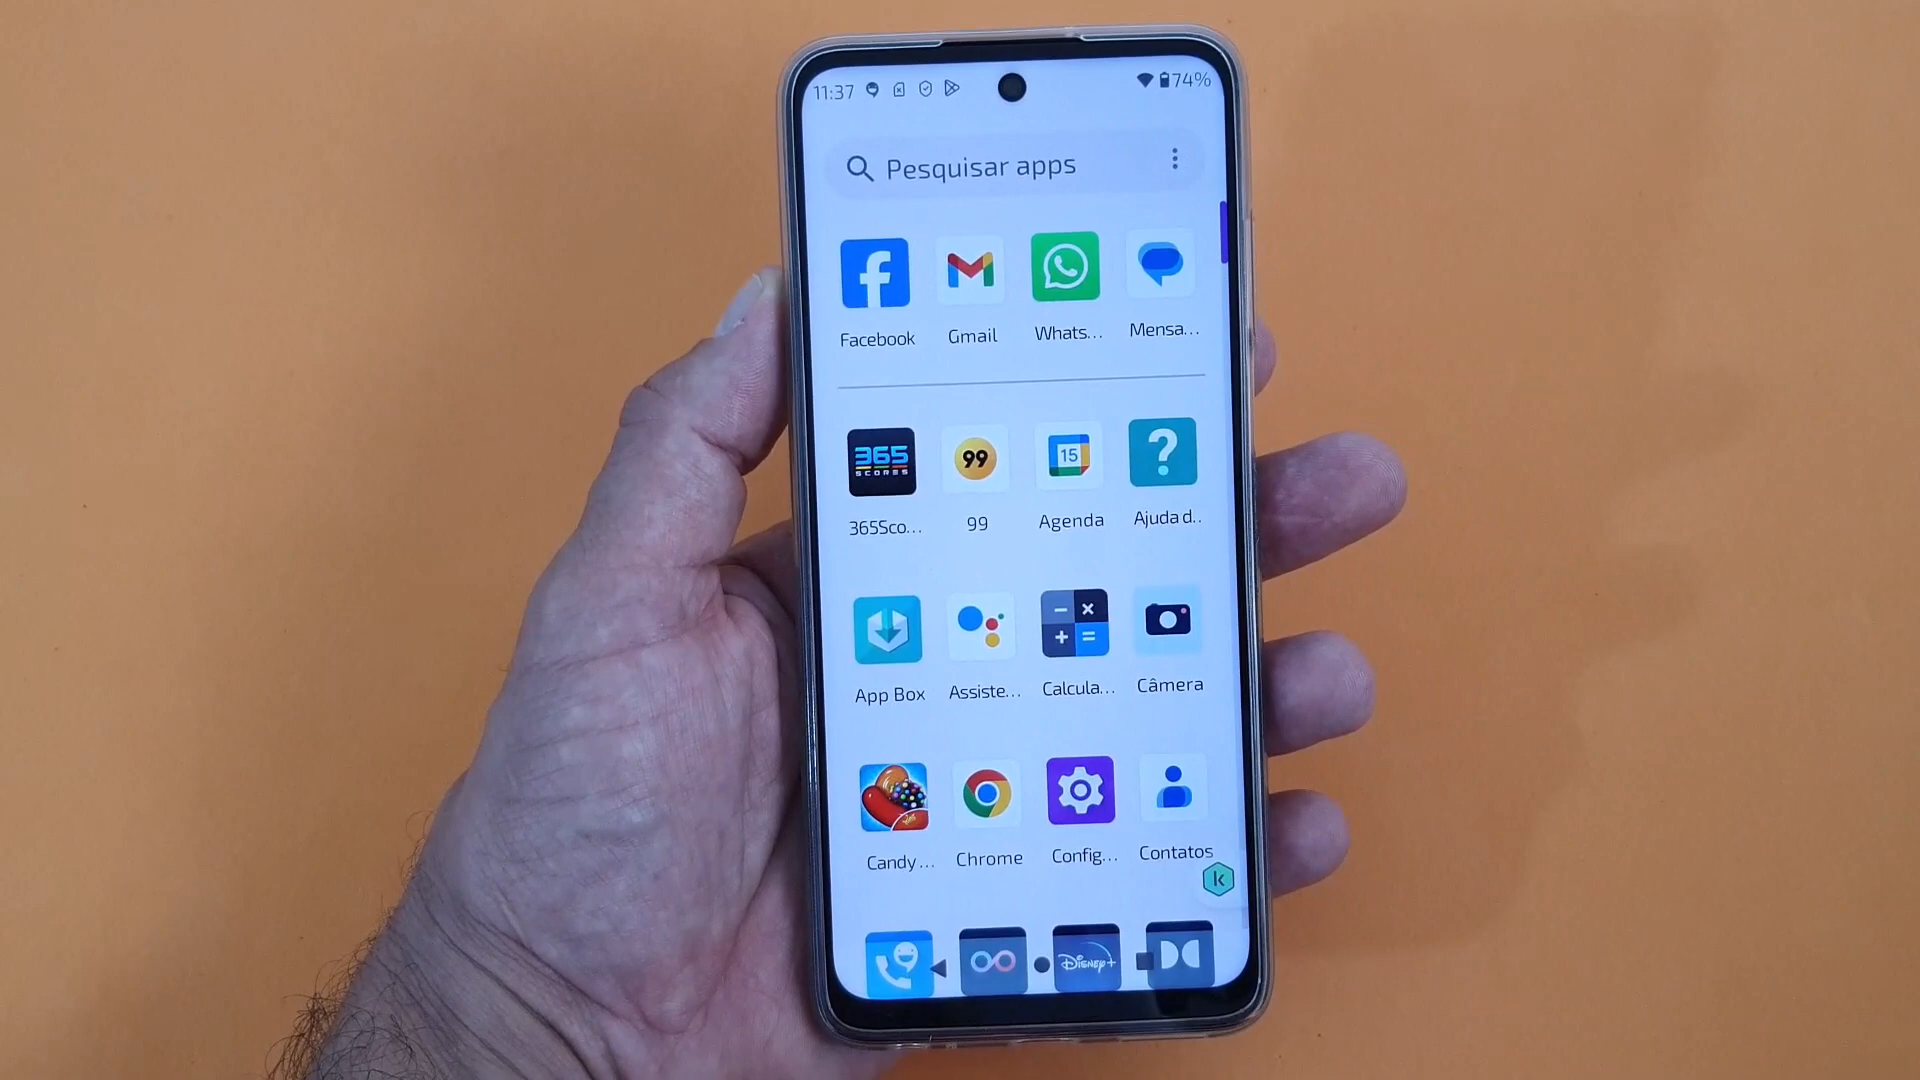 11:37 74%
Pesquisar apps
Facebook Gmail Whats... Mensa...
365 SCORES 99 15 ?
365Sco... 99 Agenda Ajuda d..
App Box Assiste... Calcula... Câmera
Candy ... Chrome Config... Contatos
k
Disney+